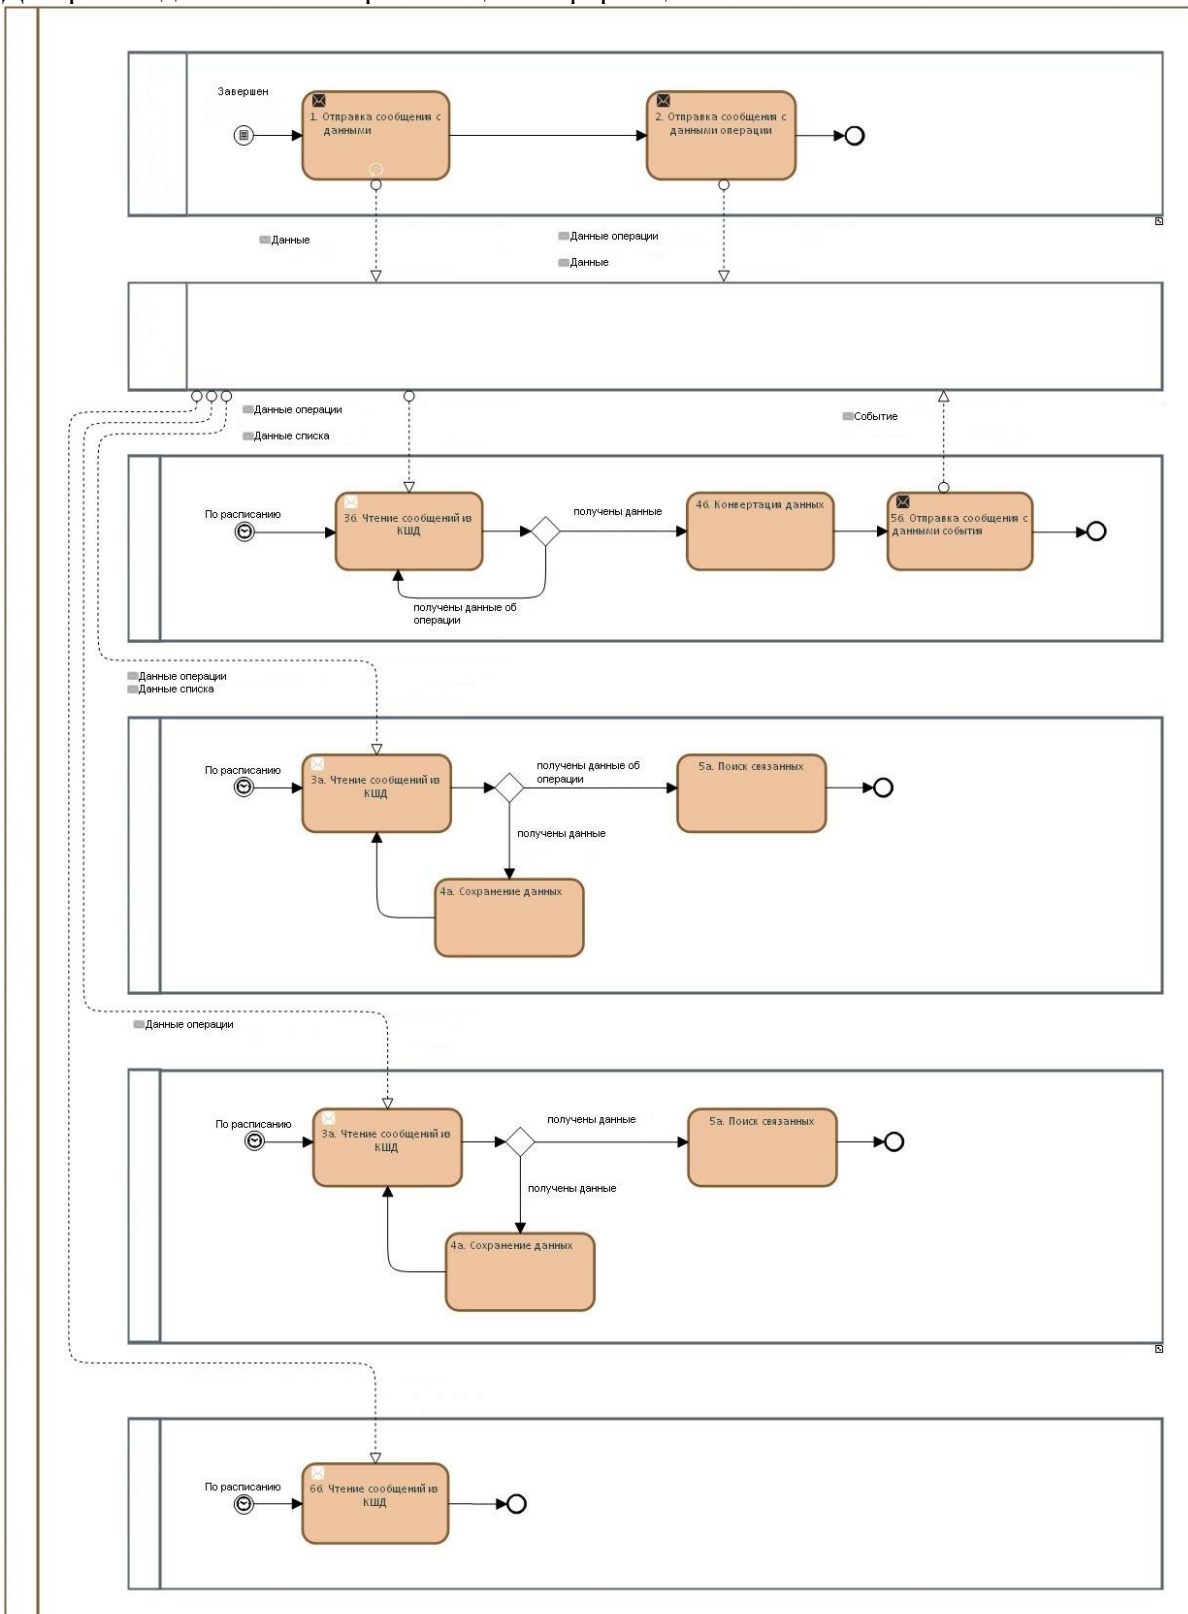 Завершен
1. Отправка сообщения с
данными
2. Отправка сообщения с
данными операции
Данные
Данные операции
Данные
Данные операции
Данные списка
Событие
По расписанию
3б. Чтение сообщений из
КШД
получены данные
4б. Конвертация данных
5б. Отправка сообщения с
данными события
получены данные об
операции
Данные операции
Данные списка
По расписанию
3а. Чтение сообщений из
КШД
получены данные об
операции
5а. Поиск связанных
получены данные
4а. Сохранение данных
Данные операции
По расписанию
3а. Чтение сообщений из
КШД
получены данные
5а. Поиск связанных
получены данные
4а. Сохранение данных
По расписанию
6б. Чтение сообщений из
КШД